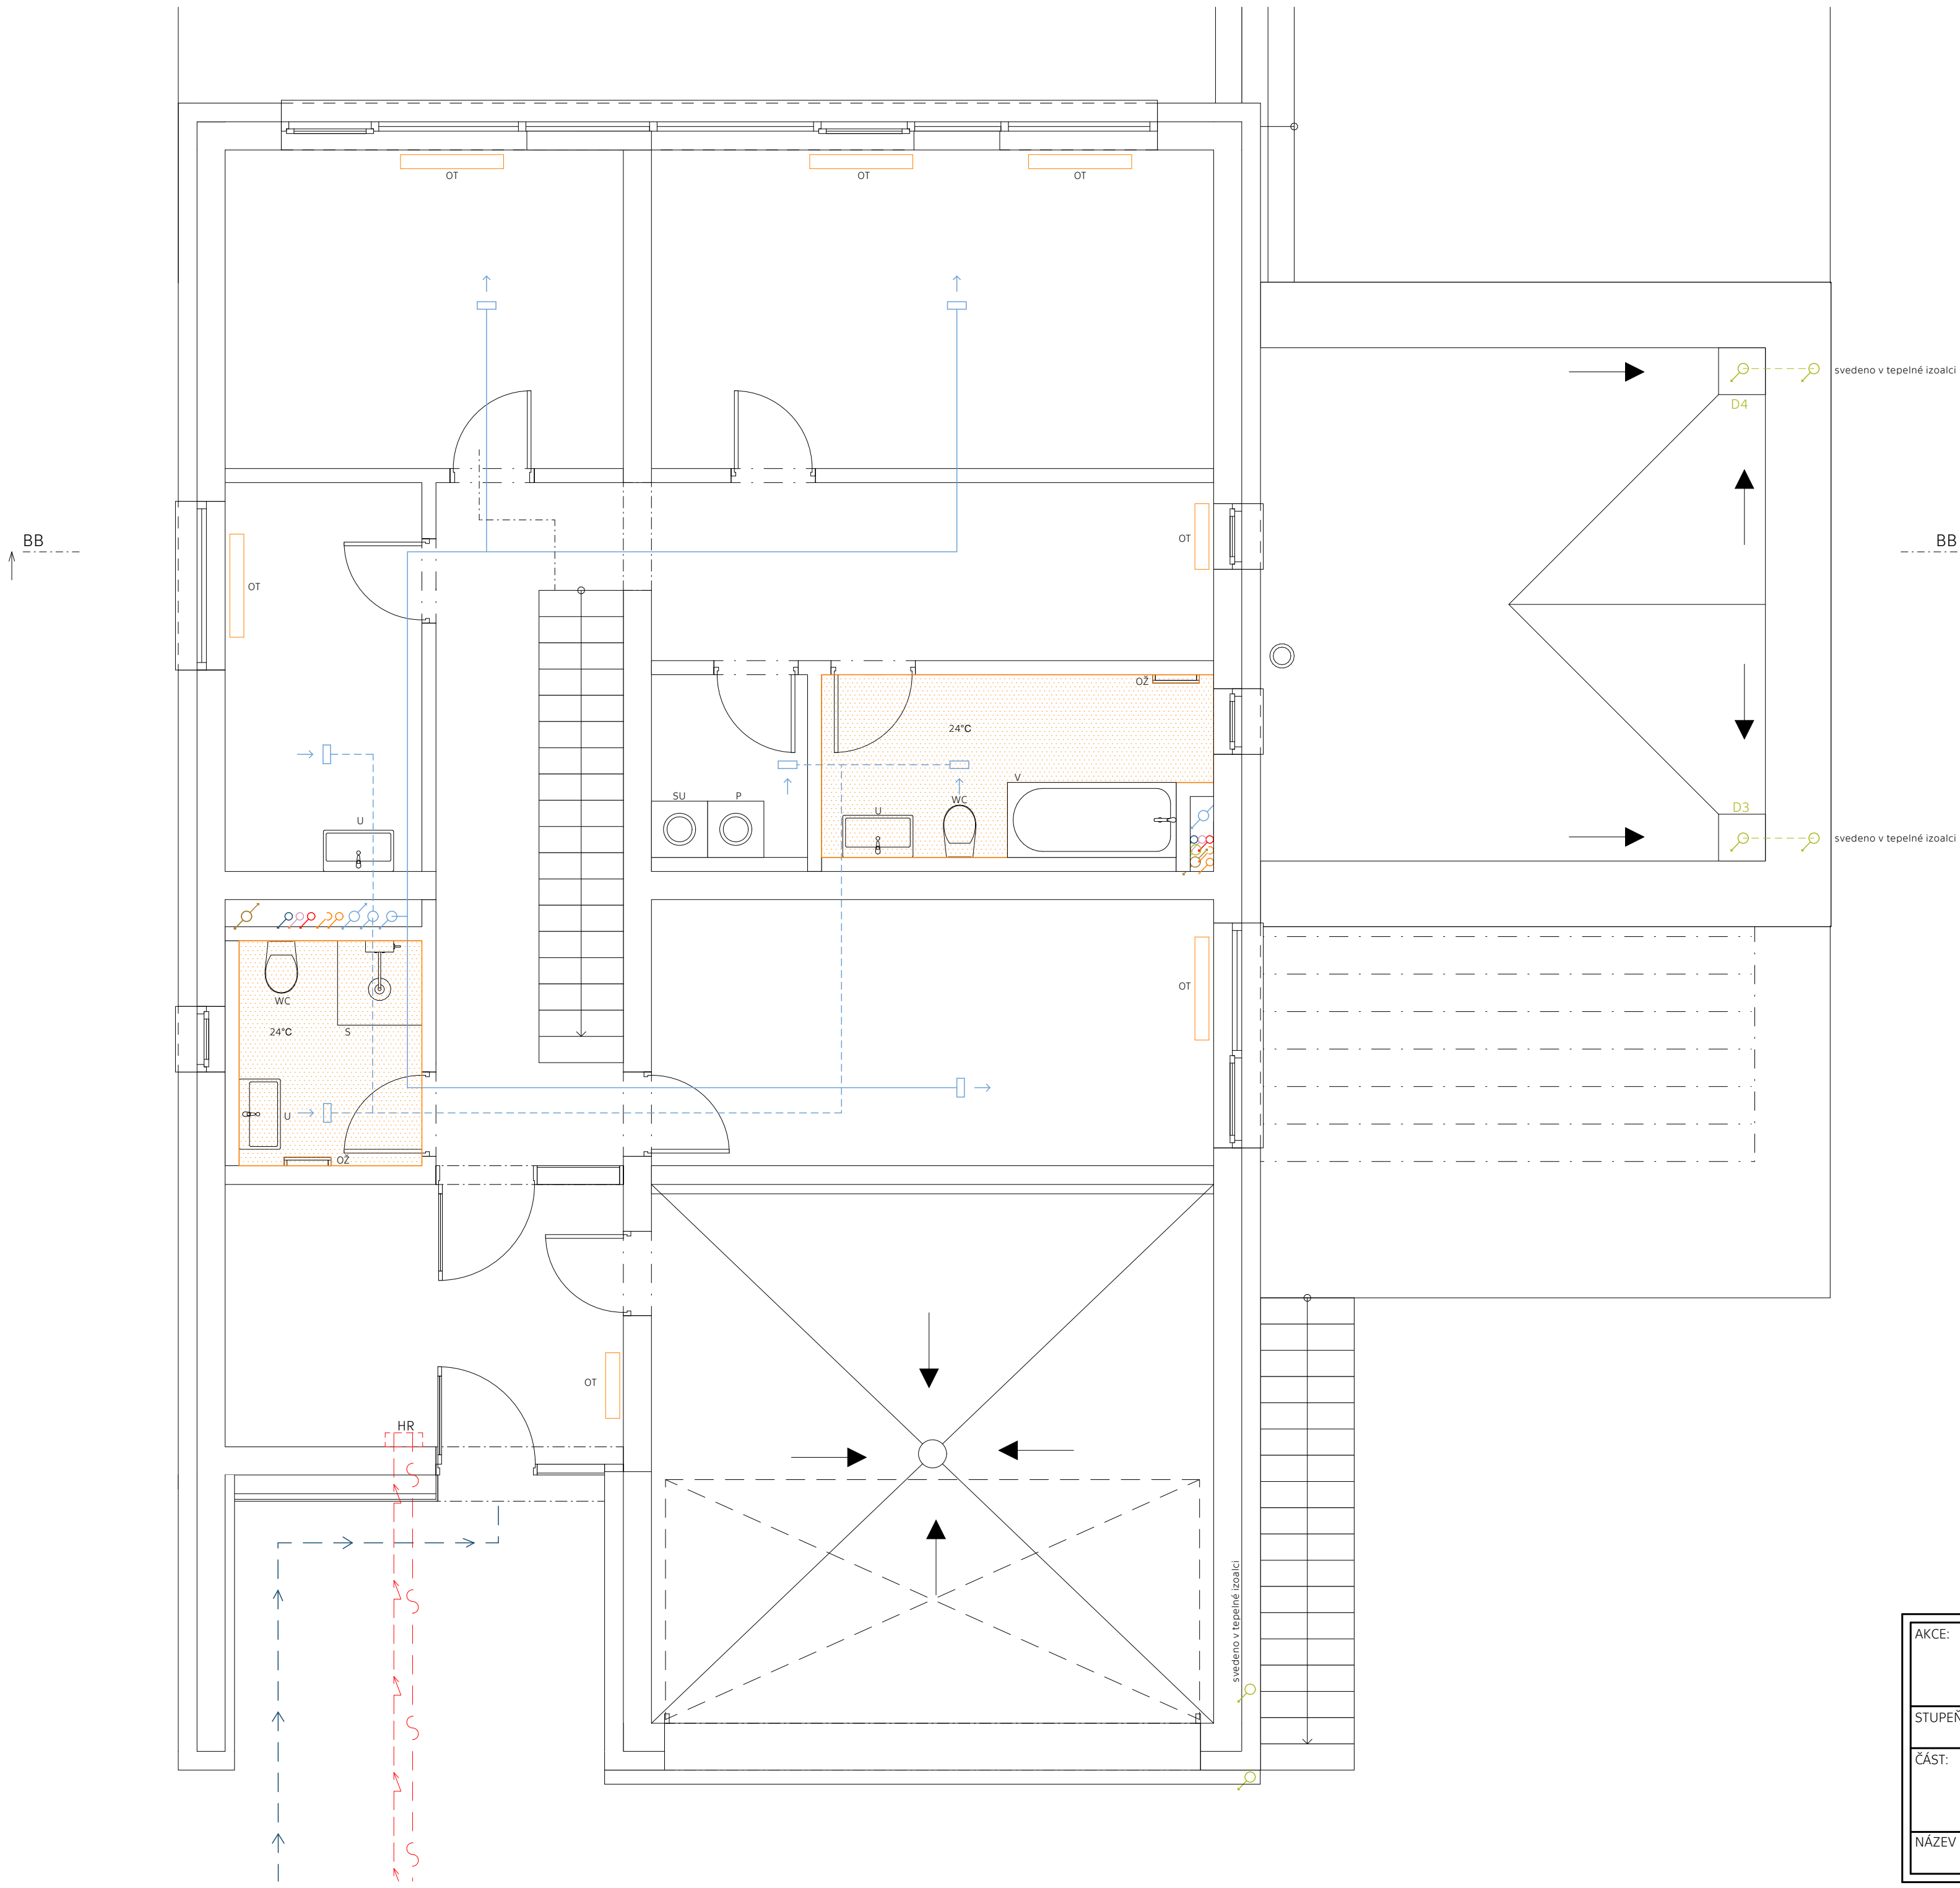 OT
OT
OT
svedeno v tepelné izoalci
D4
BB
BB
OT
OT
OŽ
24°C
V
SU
P
WC
U
U
D3
svedeno v tepelné izoalci
WC
24°C
S
OT
U
OŽ
OT
HR
svedeno v tepelné izoalci
AKCE:
STUPEŇ
ČÁST:
NÁZEV